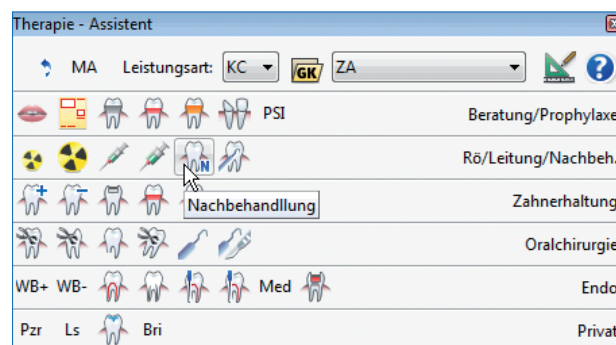 Therapie - Assistent
MA Leistungsart: KC GK ZA ?
PSI Beratung/Prophylaxe
N Rö/Leitung/Nachbeh.
Nachbehandllung Zahnerhaltung
Oralchirurgie
WB+ WB- Med Endo
Pzr Ls Bri Privat